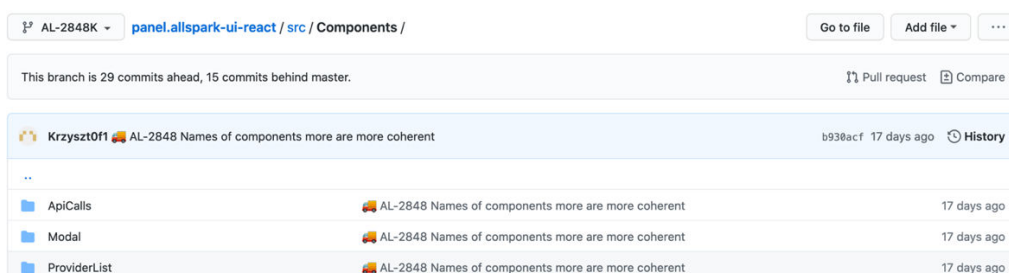 AL-2848K panel.allspark-ui-react / src / Components / Go to file Add file ...
This branch is 29 commits ahead, 15 commits behind master. Pull request Compare
Krzyszt0f1 🚚 AL-2848 Names of components more are more coherent b930acf 17 days ago History
..
ApiCalls 🚚 AL-2848 Names of components more are more coherent 17 days ago
Modal 🚚 AL-2848 Names of components more are more coherent 17 days ago
ProviderList 🚚 AL-2848 Names of components more are more coherent 17 days ago